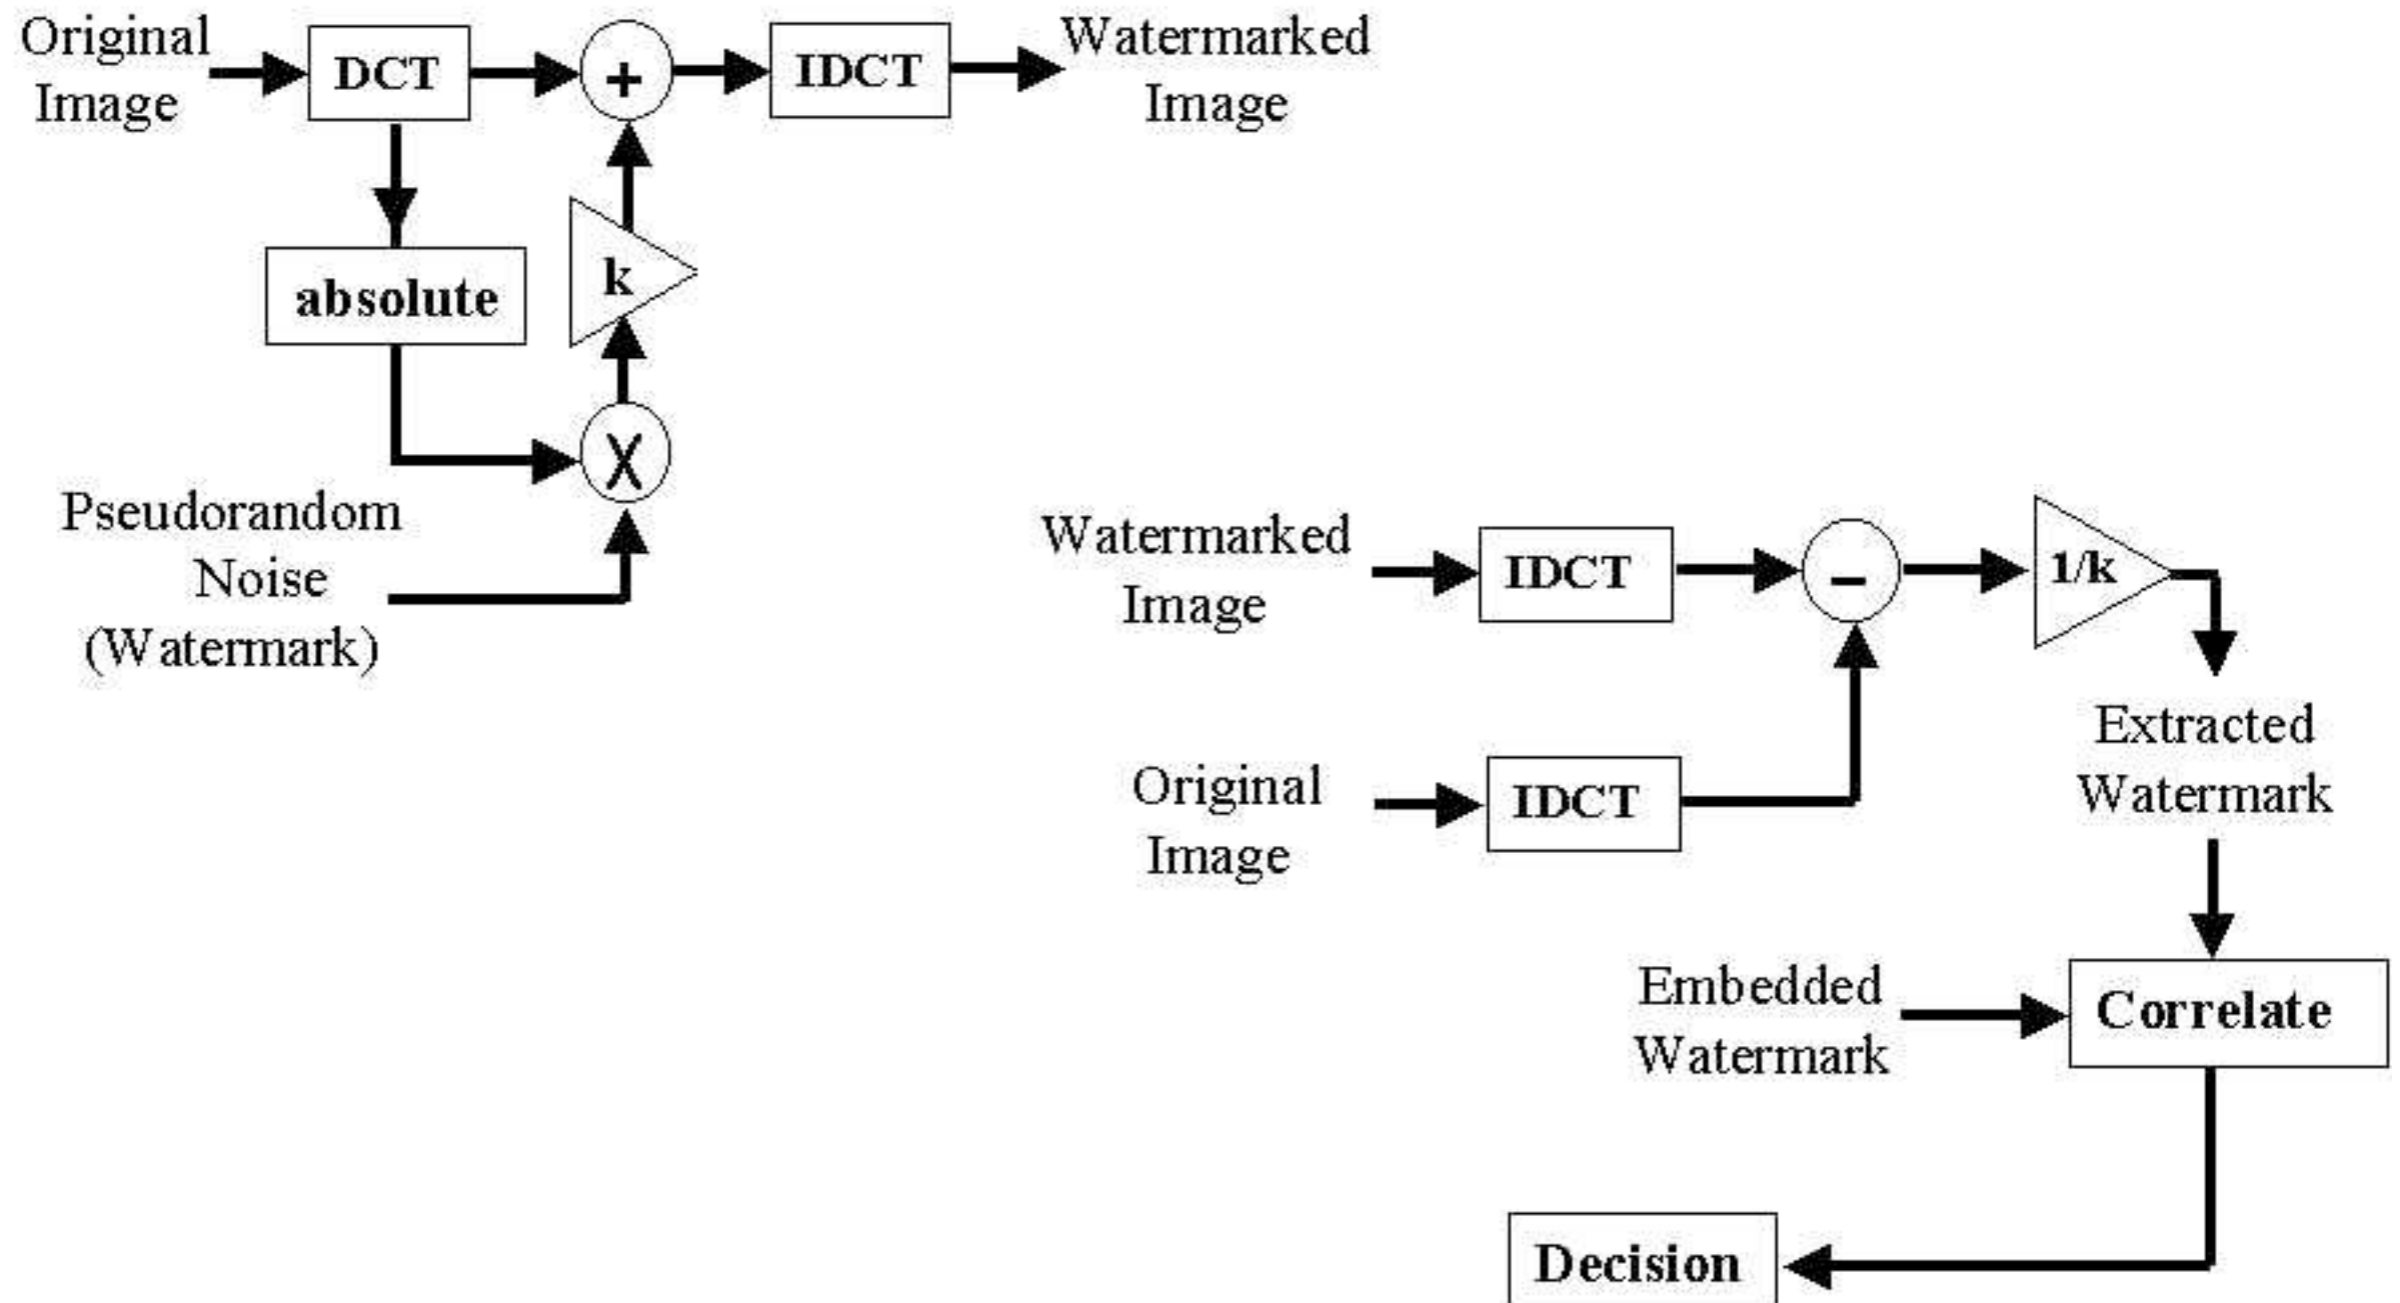 Original
Image
DCT
+
IDCT
Watermarked
Image
absolute
k
X
Pseudorandom
Noise
(Watermark)
Watermarked
Image
IDCT
-
1/k
Original
Image
IDCT
Extracted
Watermark
Embedded
Watermark
Correlate
Decision